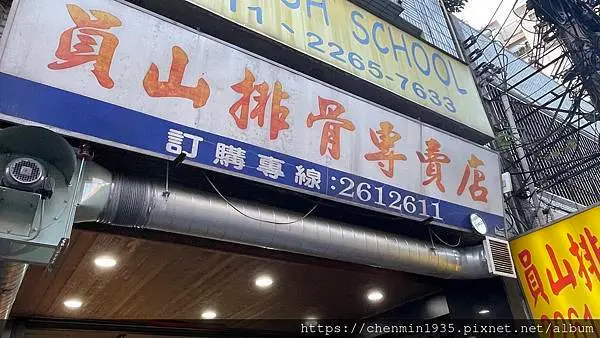 SCHOOL
2265-7633
員山排骨專賣店
訂購專線:2612611
員山排
https://chenmin1935.pixnet.net/album